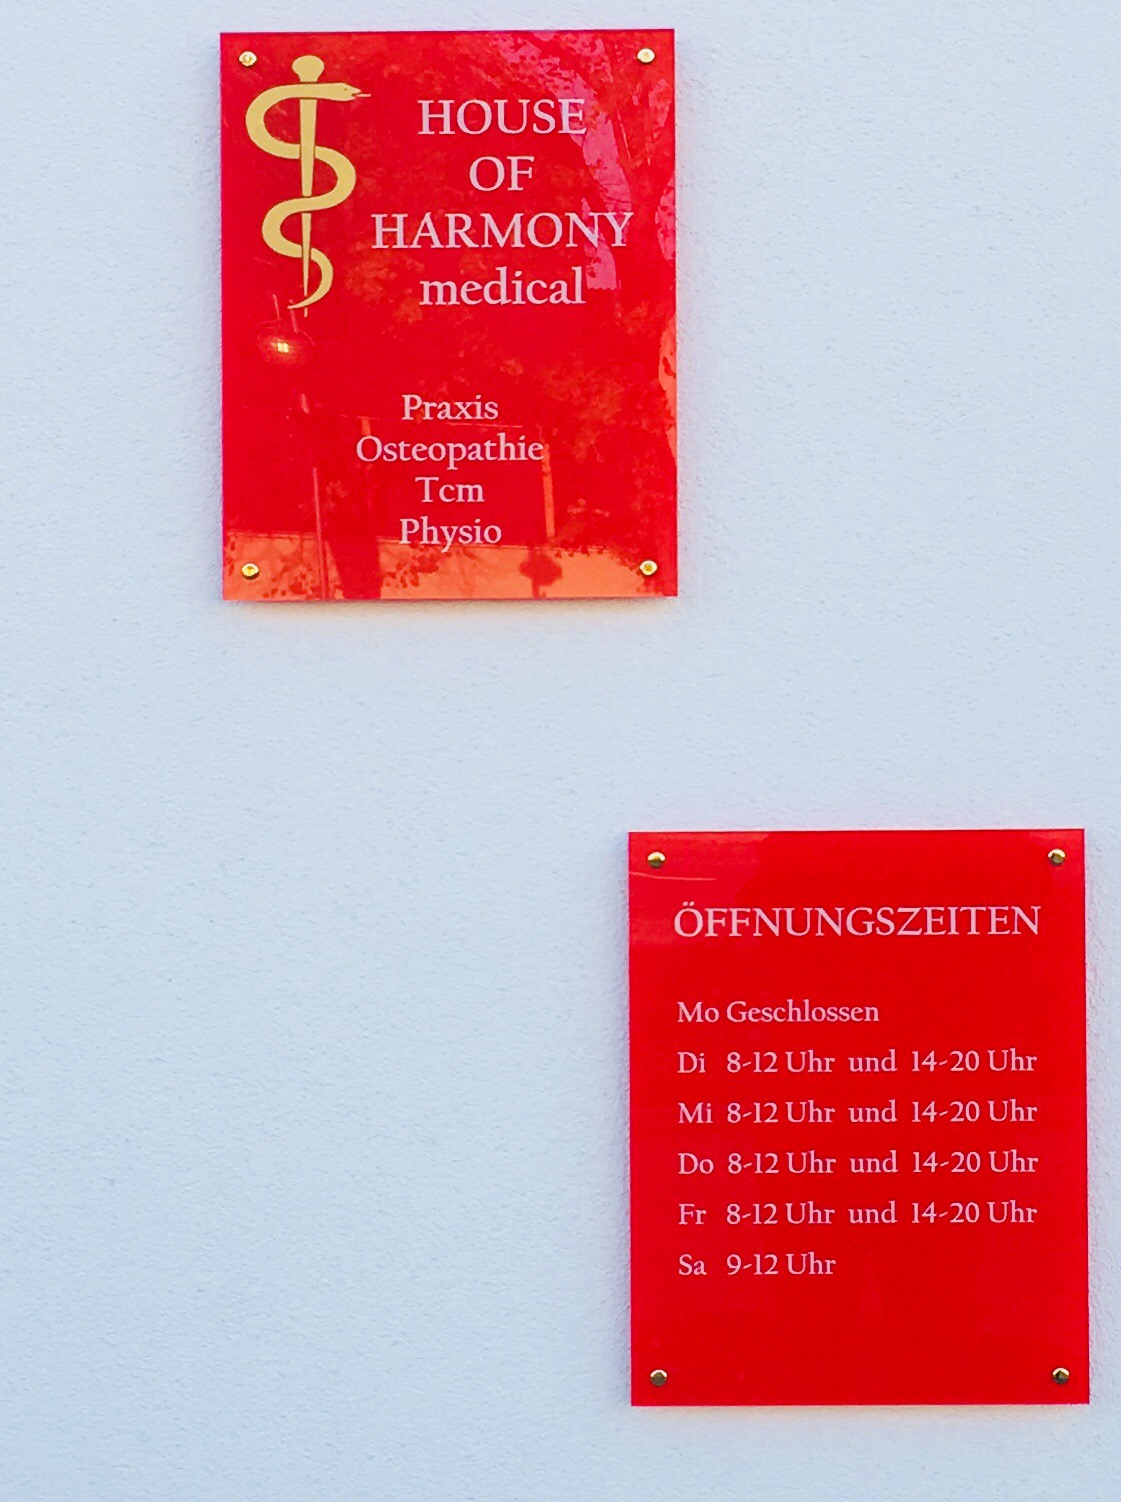 HOUSE
OF
HARMONY
medical
Praxis
Osteopathie
Tcm
Physio
ÖFFNUNGSZEITEN
Mo Geschlossen
Di 8-12 Uhr und 14-20 Uhr
Mi 8-12 Uhr und 14-20 Uhr
Do 8-12 Uhr und 14-20 Uhr
Fr 8-12 Uhr und 14-20 Uhr
Sa 9-12 Uhr